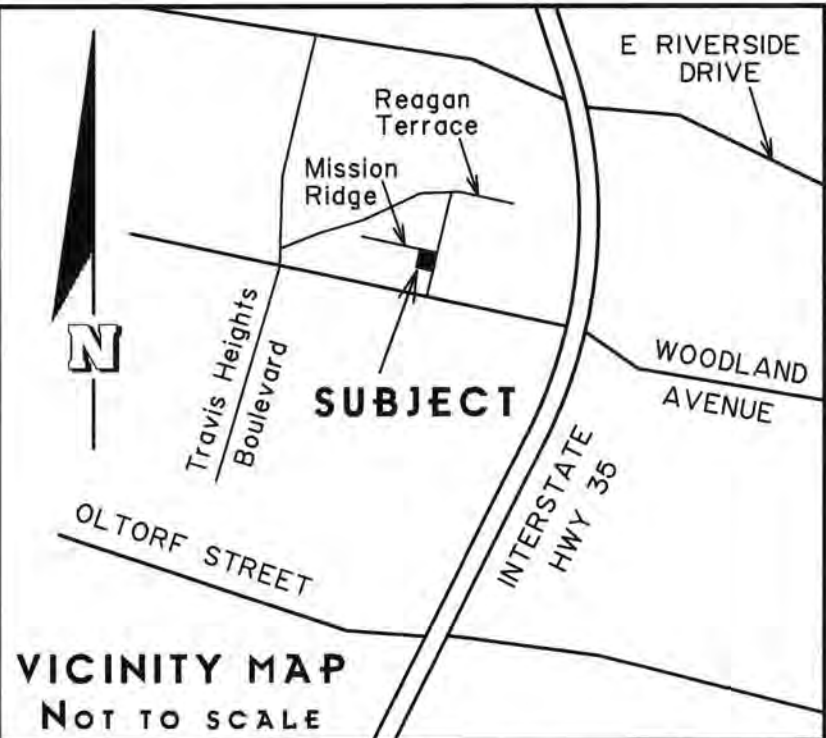 E RIVERSIDE
DRIVE
Reagan
Terrace
Mission
Ridge
N
Travis Heights
Boulevard
SUBJECT
WOODLAND
AVENUE
INTERSTATE
HWY 35
OLTORF STREET
VICINITY MAP
NOT TO SCALE